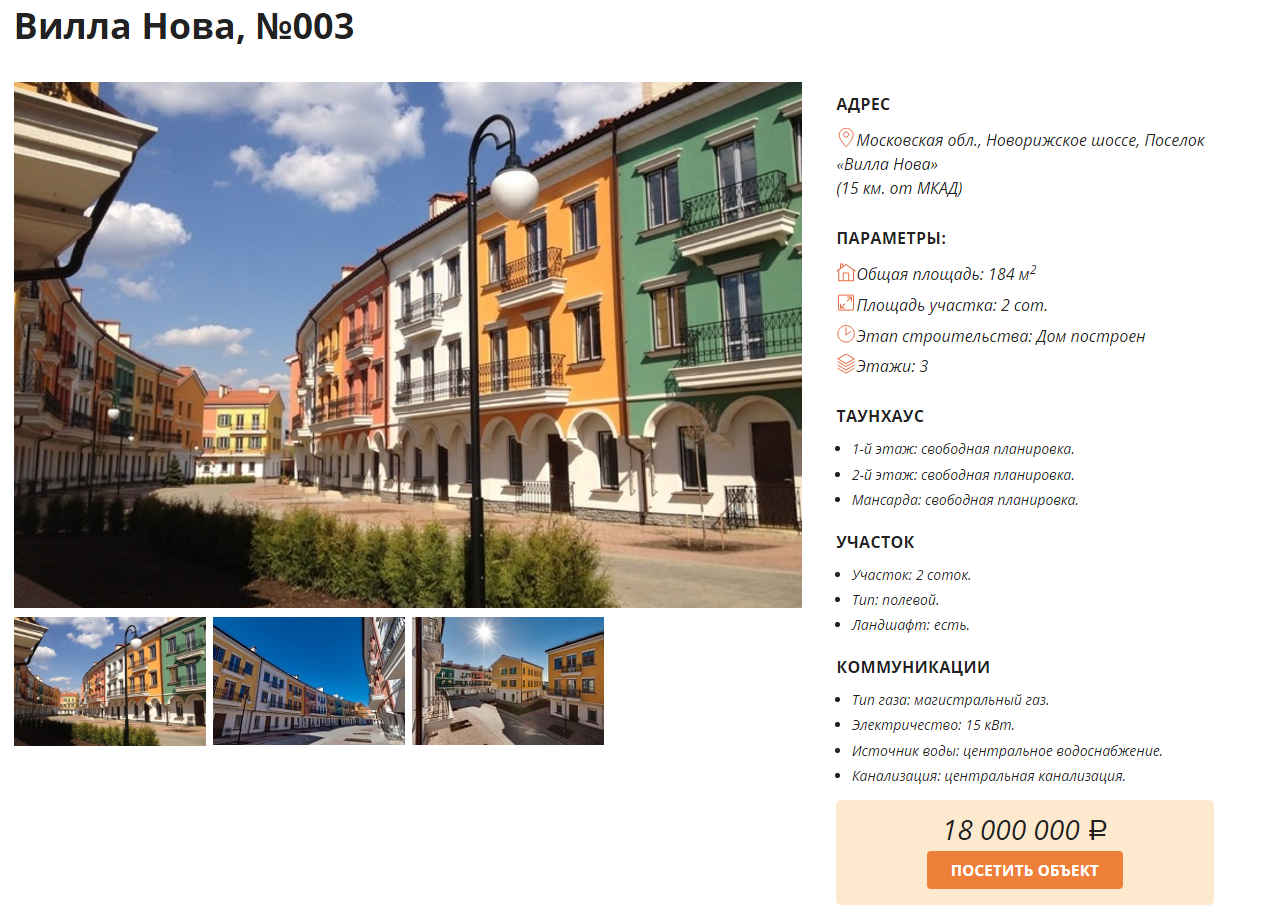 Вилла Нова, №003
АДРЕС
Московская обл., Новорижское шоссе, Поселок
«Вилла Нова»
(15 км. от МКАД)
ПАРАМЕТРЫ:
Общая площадь: 184 м²
Площадь участка: 2 сот.
Этап строительства: Дом построен
Этажи: 3
ТАУНХАУС
1-й этаж: свободная планировка.
2-й этаж: свободная планировка.
Мансарда: свободная планировка.
УЧАСТОК
Участок: 2 соток.
Тип: полевой.
Ландшафт: есть.
КОММУНИКАЦИИ
Тип газа: магистральный газ.
Электричество: 15 кВт.
Источник воды: центральное водоснабжение.
Канализация: центральная канализация.
18 000 000 ₽
ПОСЕТИТЬ ОБЪЕКТ